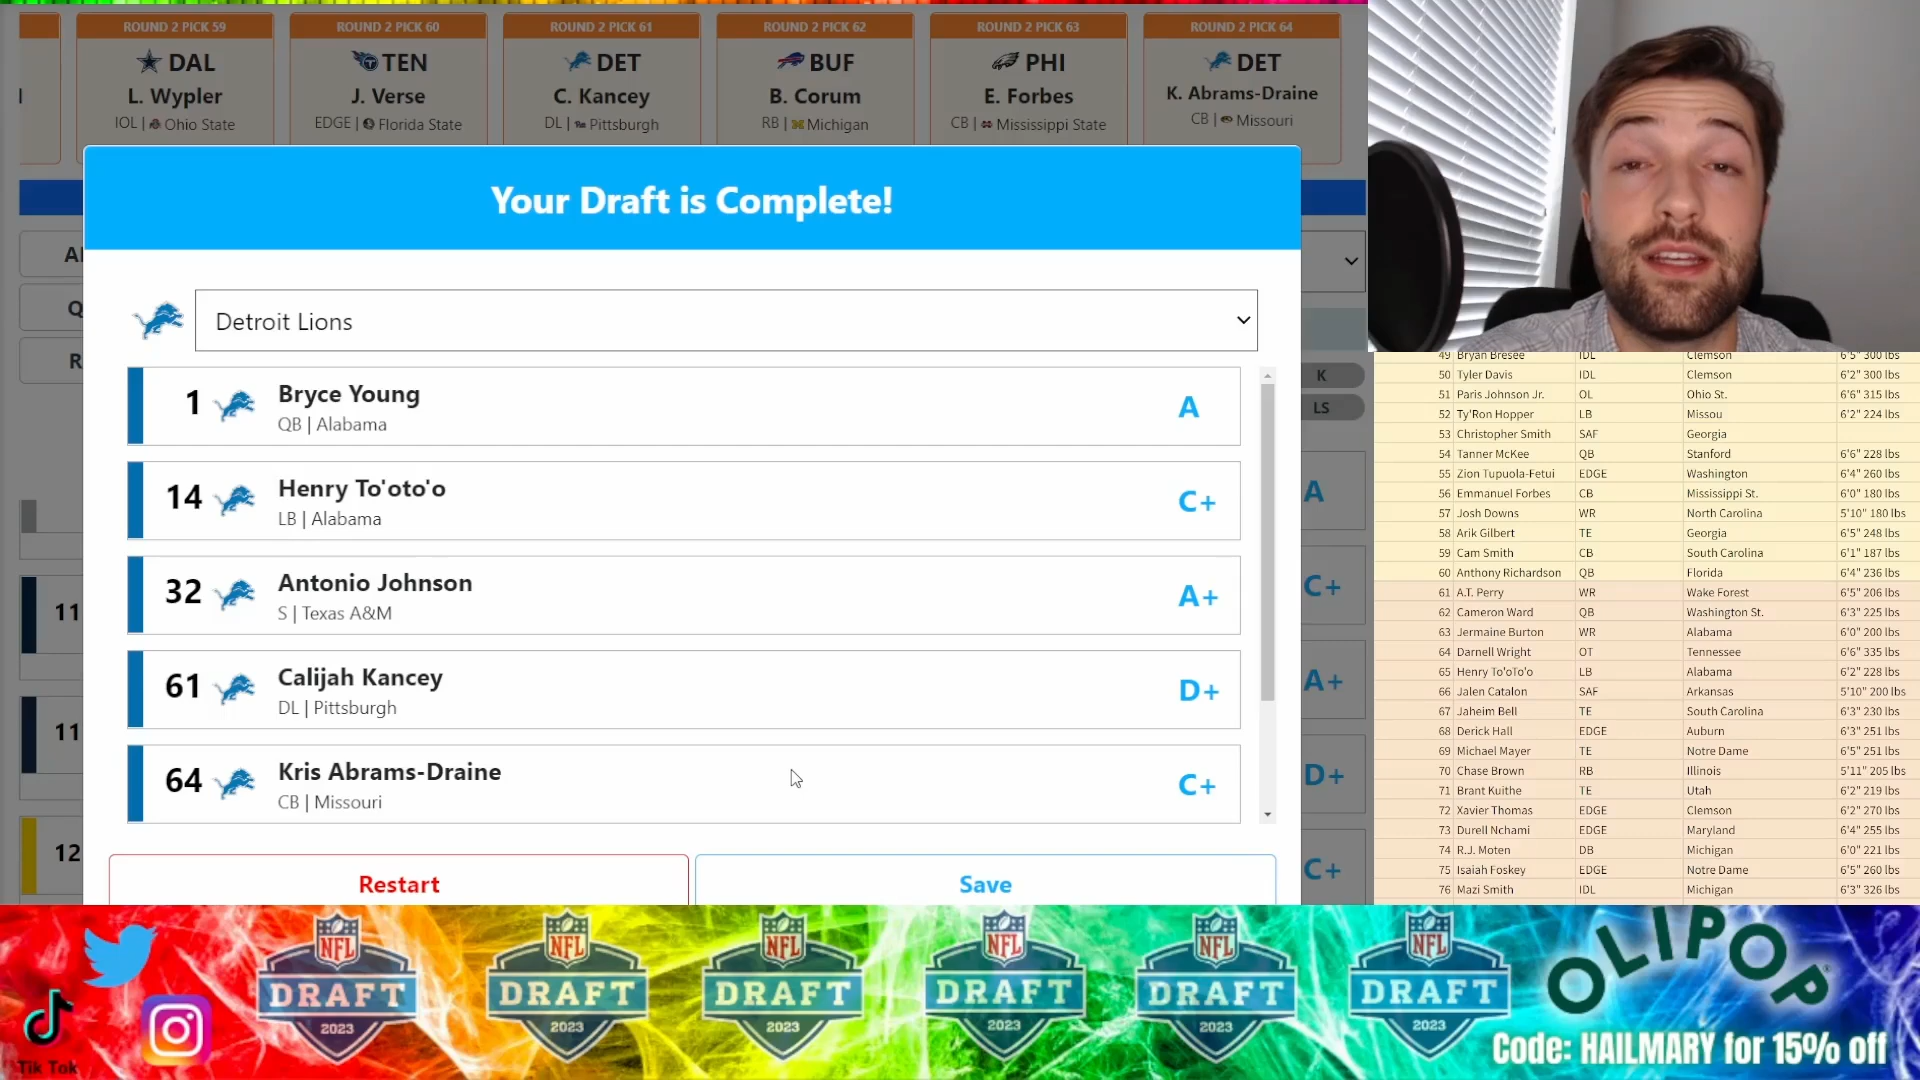 ROUND 2 PICK 59
DAL
L. Wypler
IOL | Ohio State
ROUND 2 PICK 60
TEN
J. Verse
EDGE | Florida State
ROUND 2 PICK 61
DET
C. Kancey
DL | Pittsburgh
ROUND 2 PICK 62
BUF
B. Corum
RB | Michigan
ROUND 2 PICK 63
PHI
E. Forbes
CB | Mississippi State
ROUND 2 PICK 64
DET
K. Abrams-Draine
CB | Missouri
Your Draft is Complete!
Detroit Lions
1 Bryce Young A
QB | Alabama
14 Henry To'oto'o C+
LB | Alabama
32 Antonio Johnson A+
S | Texas A&M
61 Calijah Kancey D+
DL | Pittsburgh
64 Kris Abrams-Draine C+
CB | Missouri
Restart
Save
Q
R
11
11
12
K
LS
A
C+
A+
D+
C+
49 Bryan Bresee IDL Clemson 6'5" 300 lbs
50 Tyler Davis IDL Clemson 6'2" 300 lbs
51 Paris Johnson Jr. OL Ohio St. 6'6" 315 lbs
52 Ty'Ron Hopper LB Missou 6'2" 224 lbs
53 Christopher Smith SAF Georgia
54 Tanner McKee QB Stanford 6'6" 228 lbs
55 Zion Tupuola-Fetui EDGE Washington 6'4" 260 lbs
56 Emmanuel Forbes CB Mississippi St. 6'0" 180 lbs
57 Josh Downs WR North Carolina 5'10" 180 lbs
58 Arik Gilbert TE Georgia 6'5" 248 lbs
59 Cam Smith CB South Carolina 6'1" 187 lbs
60 Anthony Richardson QB Florida 6'4" 236 lbs
61 A.T. Perry WR Wake Forest 6'5" 206 lbs
62 Cameron Ward QB Washington St. 6'3" 225 lbs
63 Jermaine Burton WR Alabama 6'0" 200 lbs
64 Darnell Wright OT Tennessee 6'6" 335 lbs
65 Henry To'oTo'o LB Alabama 6'2" 228 lbs
66 Jalen Catalon SAF Arkansas 5'10" 200 lbs
67 Jaheim Bell TE South Carolina 6'3" 230 lbs
68 Derick Hall EDGE Auburn 6'3" 251 lbs
69 Michael Mayer TE Notre Dame 6'5" 251 lbs
70 Chase Brown RB Illinois 5'11" 205 lbs
71 Brant Kuithe TE Utah 6'2" 219 lbs
72 Xavier Thomas EDGE Clemson 6'2" 270 lbs
73 Durell Nchami EDGE Maryland 6'4" 255 lbs
74 R.J. Moten DB Michigan 6'0" 221 lbs
75 Isaiah Foskey EDGE Notre Dame 6'5" 260 lbs
76 Mazi Smith IDL Michigan 6'3" 326 lbs
Tik Tok
NFL
DRAFT
2023
NFL
DRAFT
2023
NFL
DRAFT
2023
NFL
DRAFT
2023
NFL
DRAFT
2023
NFL
DRAFT
2023
OLIPOP
Code: HAILMARY for 15% off